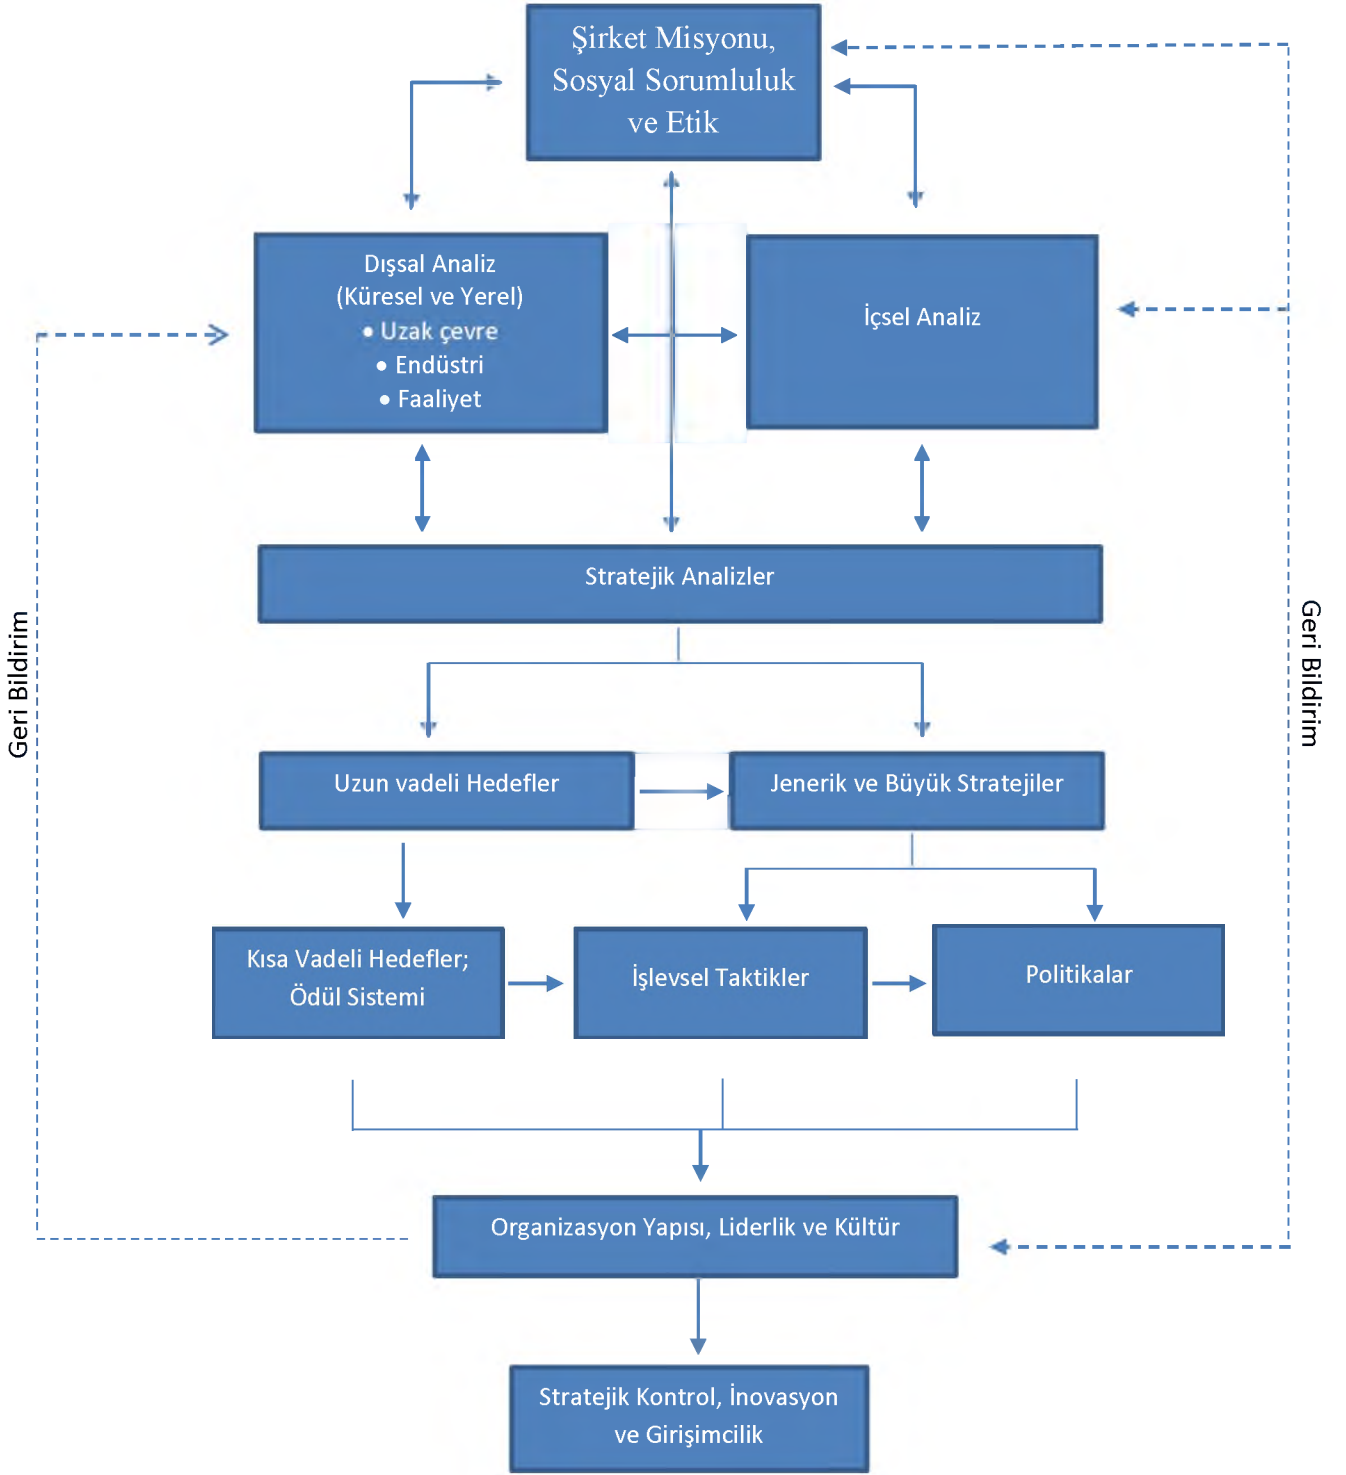 Şirket Misyonu,
Sosyal Sorumluluk
ve Etik
Dışsal Analiz
(Küresel ve Yerel)
• Uzak çevre
• Endüstri
• Faaliyet
İçsel Analiz
Stratejik Analizler
Geri Bildirim
Geri Bildirim
Uzun vadeli Hedefler
Jenerik ve Büyük Stratejiler
Kısa Vadeli Hedefler;
Ödül Sistemi
İşlevsel Taktikler
Politikalar
Organizasyon Yapısı, Liderlik ve Kültür
Stratejik Kontrol, İnovasyon
ve Girişimcilik